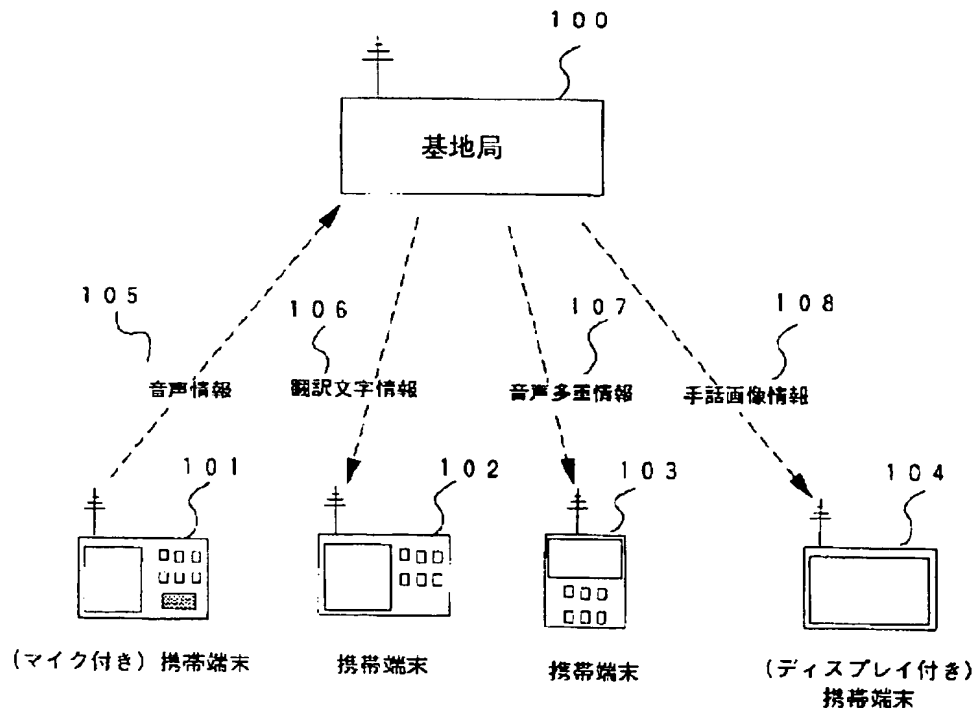 １００
基地局
１０５
１０６
１０７
１０８
音声情報
翻訳文字情報
音声多重情報
手話画像情報
１０１
１０２
１０３
１０４
（マイク付き）携帯端末
携帯端末
携帯端末
（ディスプレイ付き）
携帯端末